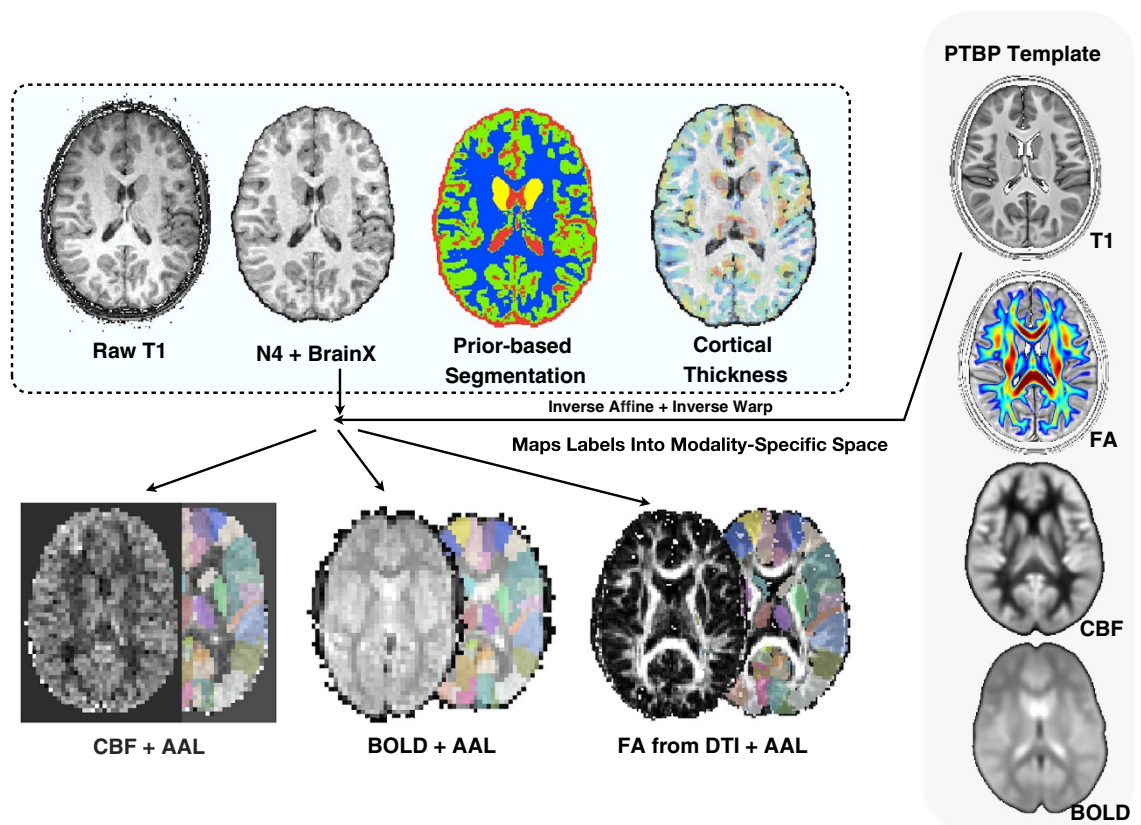 PTBP Template
T1
FA
CBF
BOLD
Raw T1
N4 + BrainX
Prior-based
Segmentation
Cortical
Thickness
Inverse Affine + Inverse Warp
Maps Labels Into Modality-Specific Space
CBF + AAL
BOLD + AAL
FA from DTI + AAL